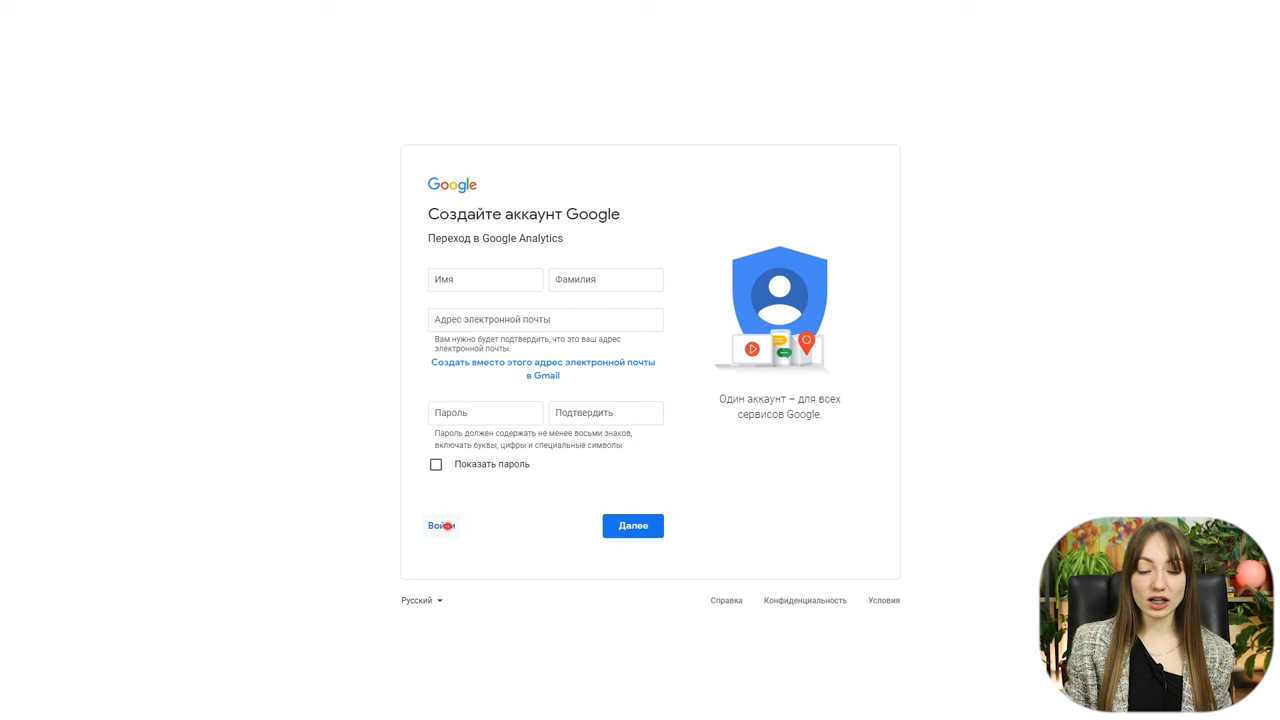 Google
Создайте аккаунт Google
Переход в Google Analytics
Имя
Фамилия
Адрес электронной почты
Вам нужно будет подтвердить, что это ваш адрес
электронной почты.
Создать вместо этого адрес электронной почты
в Gmail
Пароль
Подтвердить
Пароль должен содержать не менее восьми знаков,
включать буквы, цифры и специальные символы
Показать пароль
Войти
Далее
Один аккаунт – для всех
сервисов Google.
Русский
Справка
Конфиденциальность
Условия